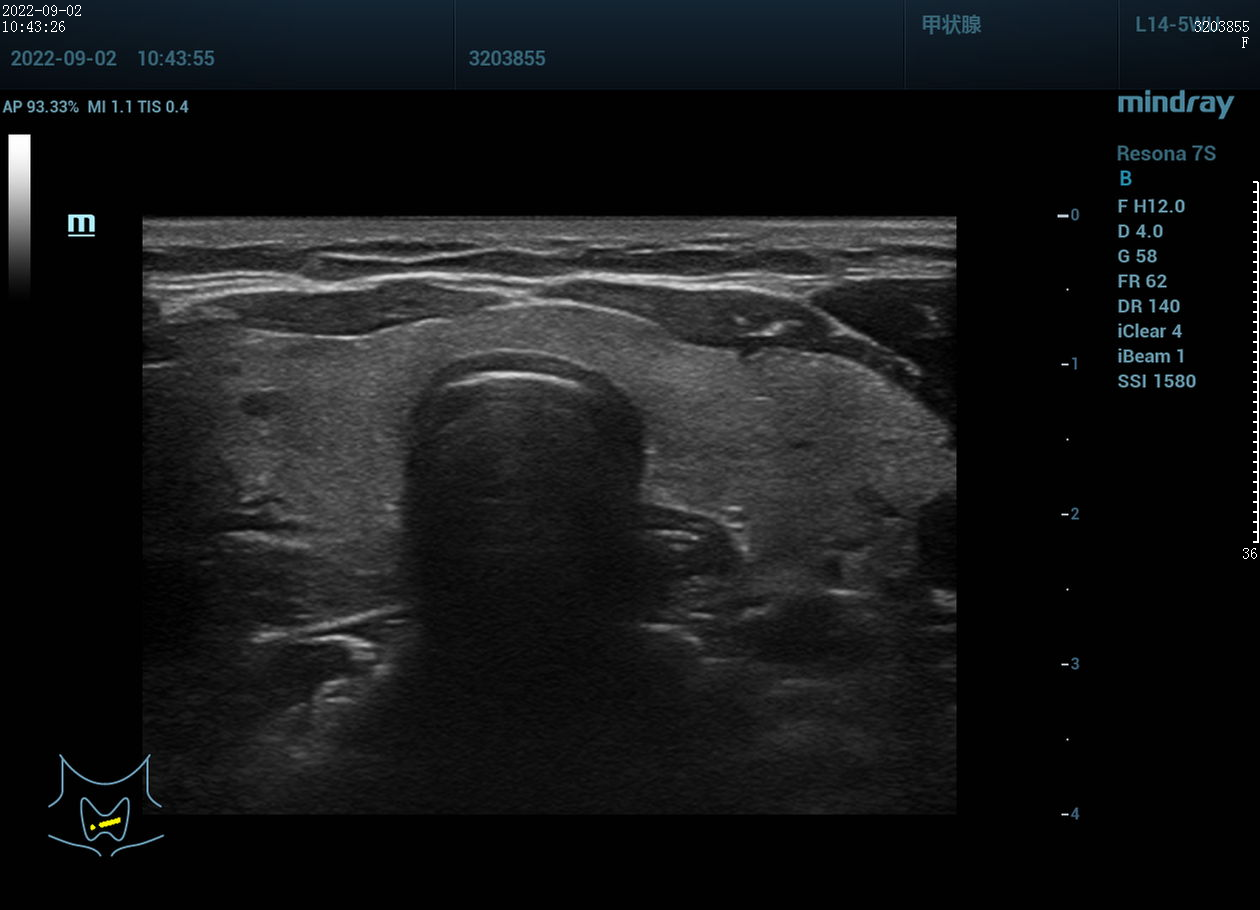 2022-09-02
10:43:26
2022-09-02 10:43:55
3203855
甲状腺
3203855
F
AP 93.33% MI 1.1 TIS 0.4
mindray
Resona 7S
B
F H12.0
D 4.0
G 58
FR 62
DR 140
iClear 4
iBeam 1
SSI 1580
m
0
1
2
3
4
36